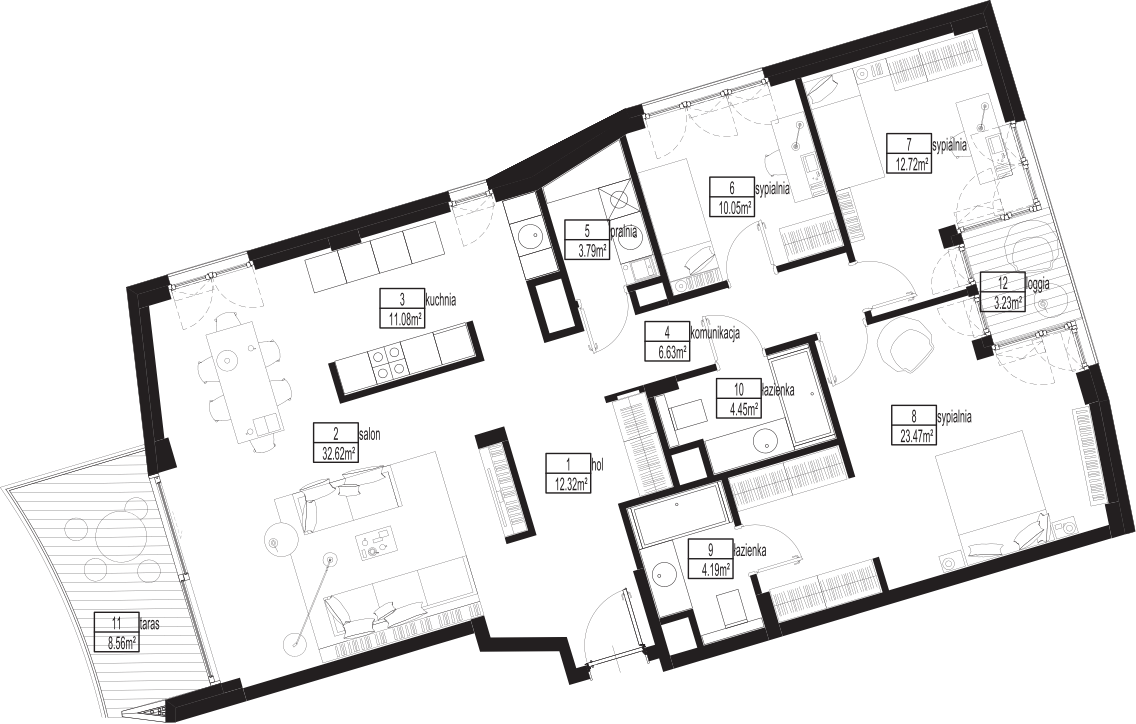 1 hol
12.32m²
2 salon
32.62m²
3 kuchnia
11.08m²
4 komunikacja
6.63m²
5 pralnia
3.79m²
6 sypialnia
10.05m²
7 sypialnia
12.72m²
8 sypialnia
23.47m²
9 łazienka
4.19m²
10 łazienka
4.45m²
11 taras
8.56m²
12 loggia
3.23m²